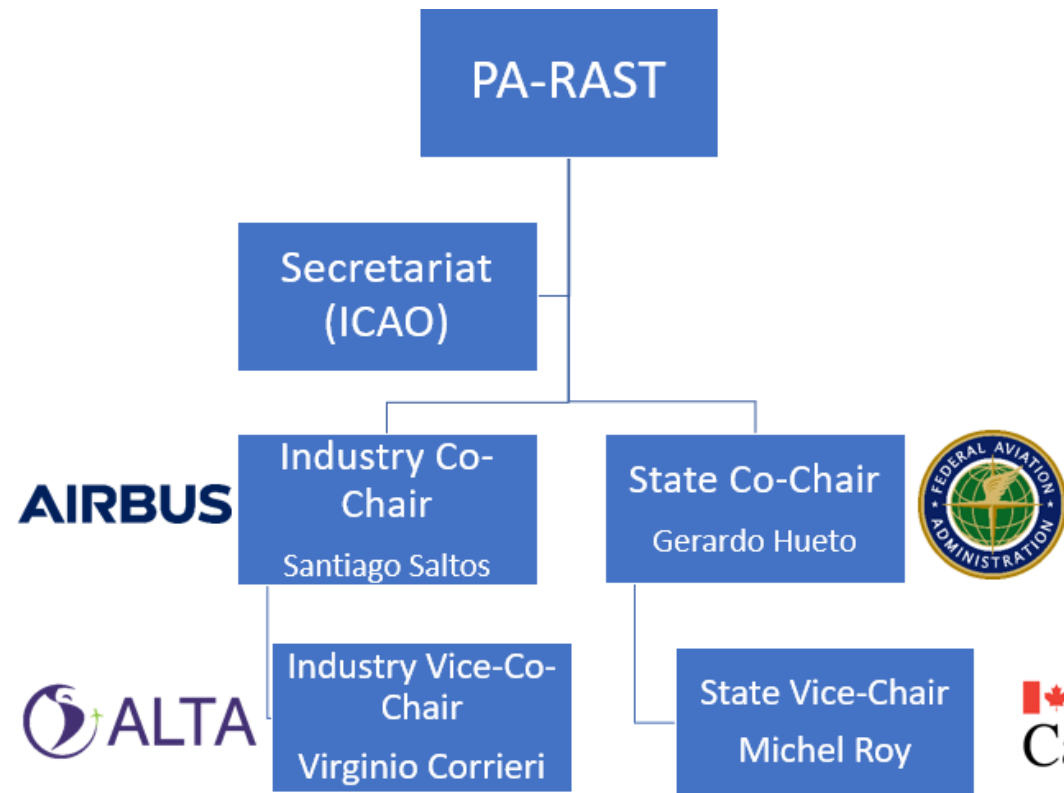 PA-RAST
Secretariat
(ICAO)
AIRBUS
Industry Co-
Chair
Santiago Saltos
State Co-Chair
Gerardo Hueto
FEDERAL AVIATION
ADMINISTRATION
ALTA
Industry Vice-Co-
Chair
Virginio Corrieri
State Vice-Chair
Michel Roy